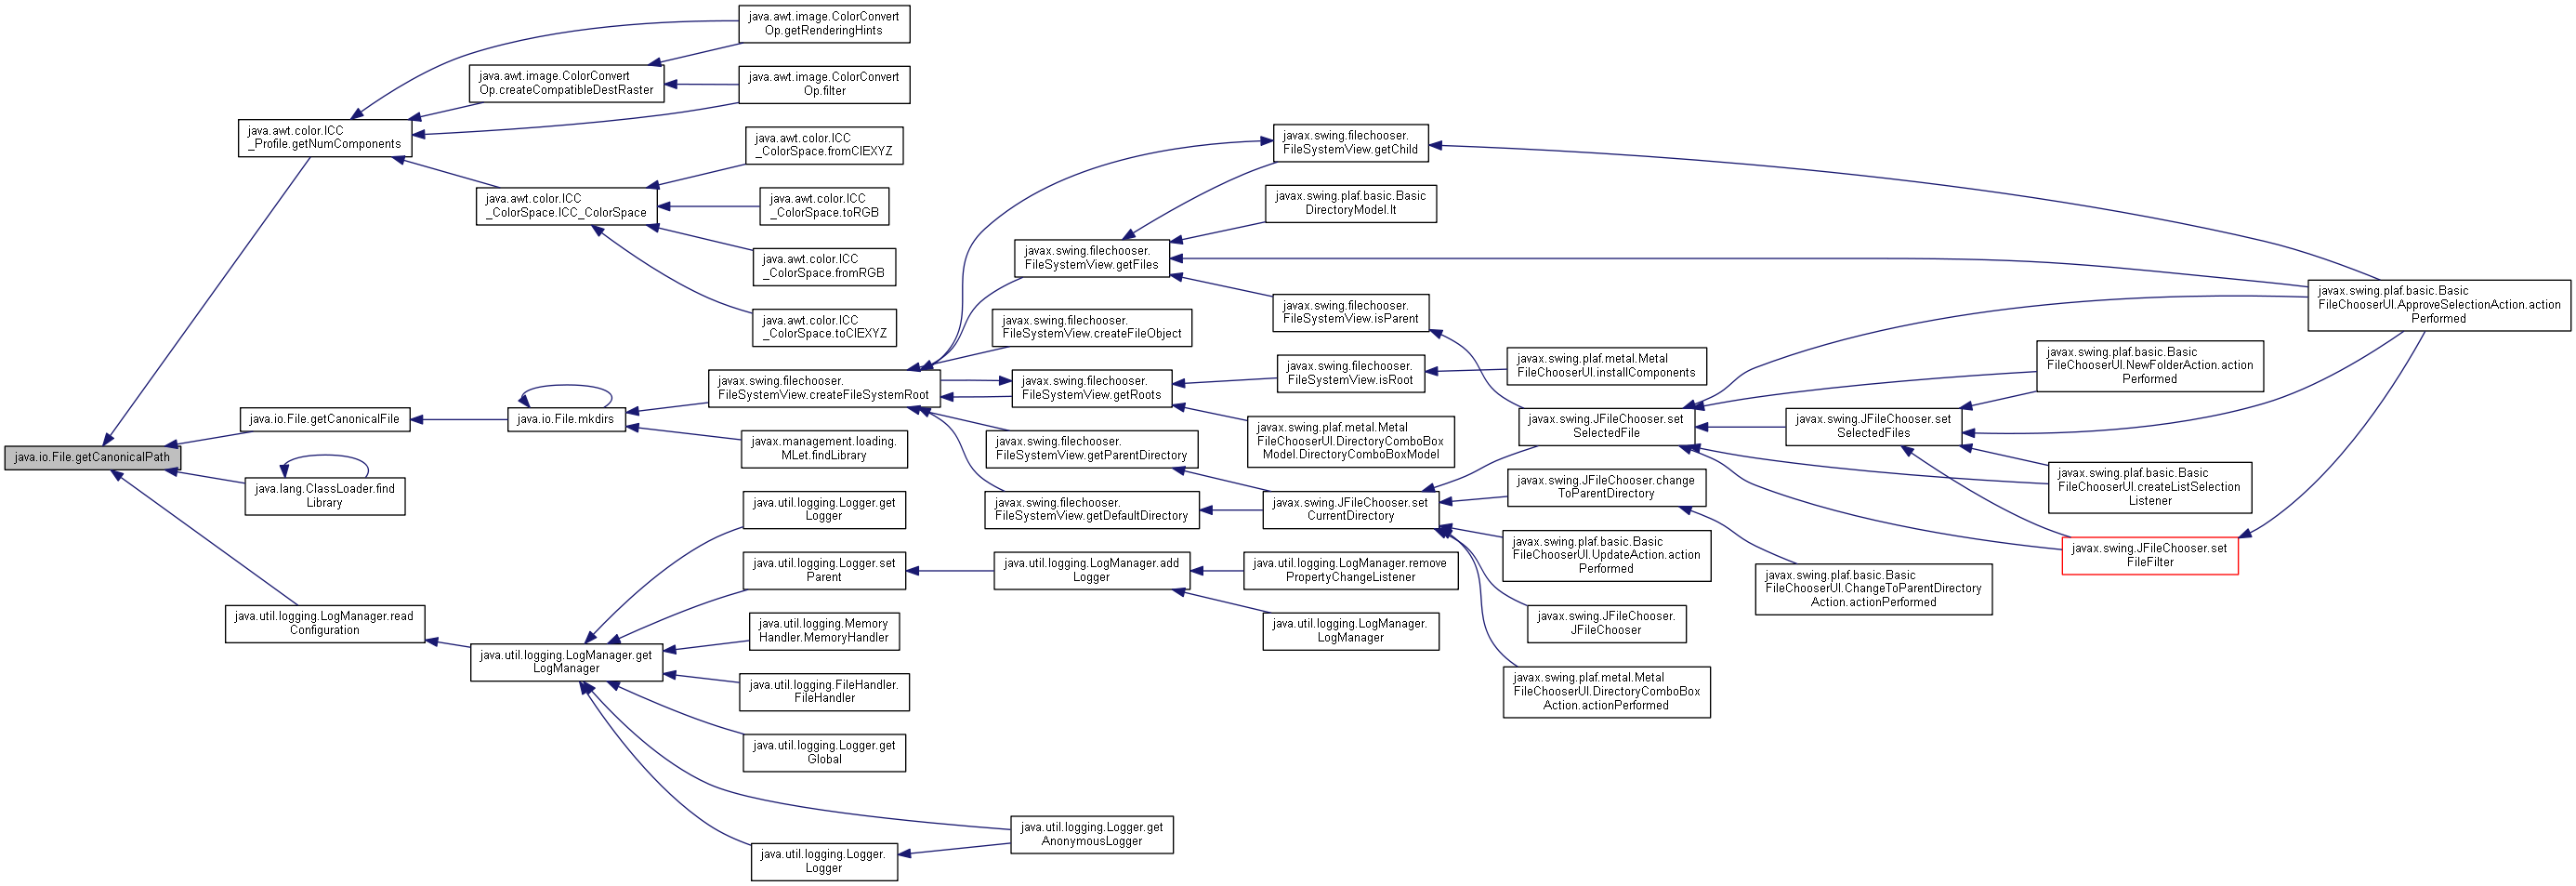 java.awt.image.ColorConvert
Op.getRenderingHints
java.awt.image.ColorConvert
Op.createCompatibleDestRaster
java.awt.image.ColorConvert
Op.filter
java.awt.color.ICC
_Profile.getNumComponents
java.awt.color.ICC
_ColorSpace.fromCIEXYZ
java.awt.color.ICC
_ColorSpace.ICC_ColorSpace
java.awt.color.ICC
_ColorSpace.toRGB
java.awt.color.ICC
_ColorSpace.fromRGB
java.awt.color.ICC
_ColorSpace.toCIEXYZ
java.io.File.getCanonicalPath
java.io.File.getCanonicalFile
java.lang.ClassLoader.find
Library
java.io.File.mkdirs
javax.swing.filechooser.
FileSystemView.createFileSystemRoot
javax.management.loading.
MLet.findLibrary
javax.swing.filechooser.
FileSystemView.getChild
javax.swing.plaf.basic.Basic
DirectoryModel.lt
javax.swing.filechooser.
FileSystemView.getFiles
javax.swing.filechooser.
FileSystemView.isParent
javax.swing.filechooser.
FileSystemView.createFileObject
javax.swing.filechooser.
FileSystemView.getRoots
javax.swing.filechooser.
FileSystemView.isRoot
javax.swing.plaf.metal.Metal
FileChooserUI.installComponents
javax.swing.plaf.metal.Metal
FileChooserUI.DirectoryComboBox
Model.DirectoryComboBoxModel
javax.swing.filechooser.
FileSystemView.getParentDirectory
javax.swing.filechooser.
FileSystemView.getDefaultDirectory
javax.swing.JFileChooser.set
CurrentDirectory
javax.swing.JFileChooser.set
SelectedFile
javax.swing.JFileChooser.change
ToParentDirectory
javax.swing.plaf.basic.Basic
FileChooserUI.UpdateAction.action
Performed
javax.swing.JFileChooser.
JFileChooser
javax.swing.plaf.metal.Metal
FileChooserUI.DirectoryComboBox
Action.actionPerformed
javax.swing.JFileChooser.set
SelectedFiles
javax.swing.plaf.basic.Basic
FileChooserUI.ChangeToParentDirectory
Action.actionPerformed
javax.swing.plaf.basic.Basic
FileChooserUI.ApproveSelectionAction.action
Performed
javax.swing.plaf.basic.Basic
FileChooserUI.NewFolderAction.action
Performed
javax.swing.plaf.basic.Basic
FileChooserUI.createListSelection
Listener
javax.swing.JFileChooser.set
FileFilter
java.util.logging.LogManager.read
Configuration
java.util.logging.LogManager.get
LogManager
java.util.logging.Logger.get
Logger
java.util.logging.Logger.set
Parent
java.util.logging.LogManager.add
Logger
java.util.logging.LogManager.remove
PropertyChangeListener
java.util.logging.LogManager.
LogManager
java.util.logging.Memory
Handler.MemoryHandler
java.util.logging.FileHandler.
FileHandler
java.util.logging.Logger.get
Global
java.util.logging.Logger.get
AnonymousLogger
java.util.logging.Logger.
Logger